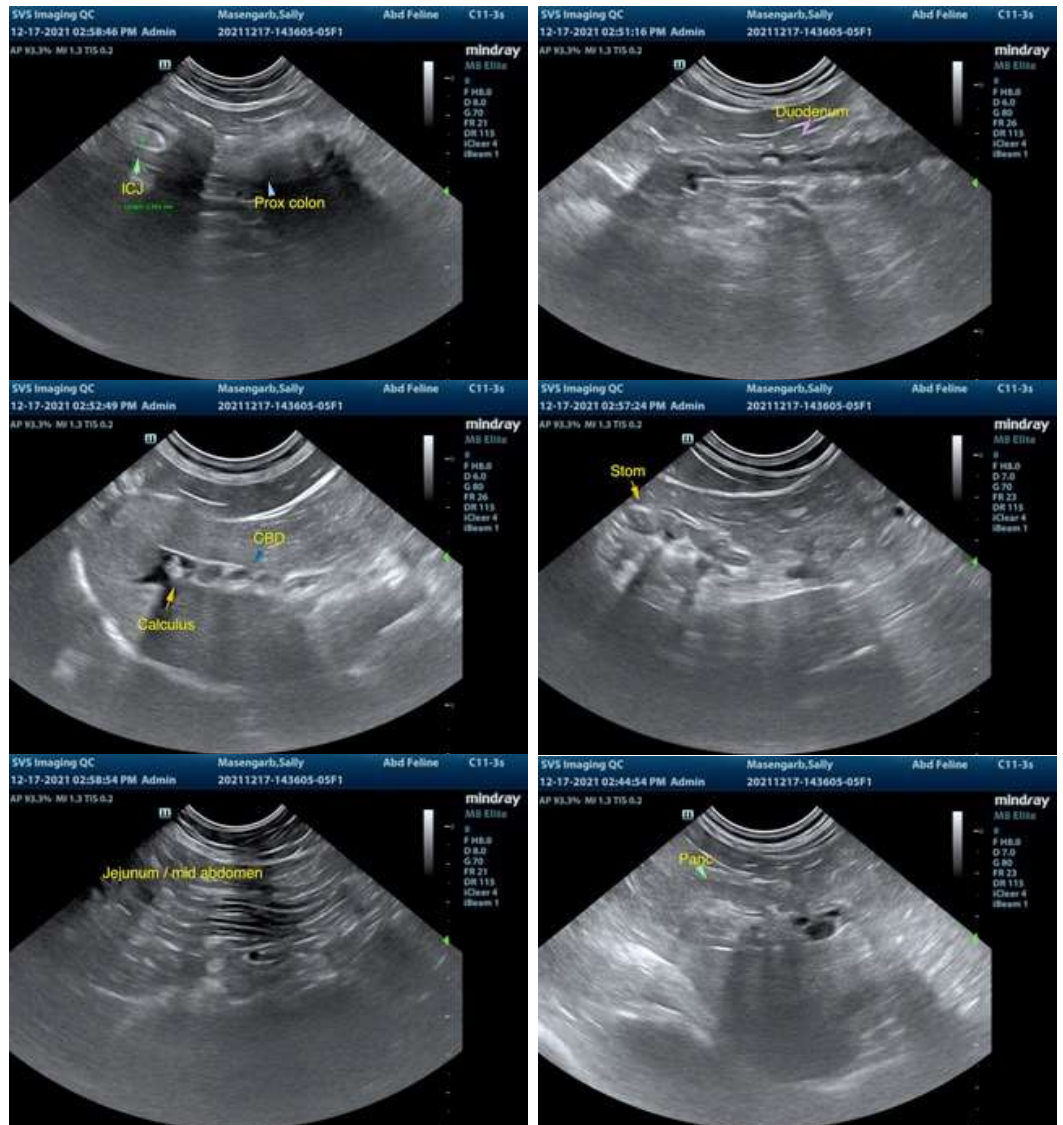 SVS Imaging QC Masengarb,Sally Abd Feline C11-3s
12-17-2021 02:58:46 PM Admin 20211217-143605-05F1
AP 93.3% MI 1.3 TIS 0.2
mindray
M8 Elite
B
F H8.0
D 8.0
G 70
FR 21
DR 115
iClear 4
iBeam 1
ICJ
Prox colon
SVS Imaging QC Masengarb,Sally Abd Feline C11-3s
12-17-2021 02:51:16 PM Admin 20211217-143605-05F1
AP 93.3% MI 1.3 TIS 0.2
mindray
M8 Elite
B
F H8.0
D 6.0
G 80
FR 26
DR 115
iClear 4
iBeam 1
Duodenum
SVS Imaging QC Masengarb,Sally Abd Feline C11-3s
12-17-2021 02:52:49 PM Admin 20211217-143605-05F1
AP 93.3% MI 1.3 TIS 0.2
mindray
M8 Elite
B
F H8.0
D 6.0
G 80
FR 26
DR 115
iClear 4
iBeam 1
CBD
Calculus
SVS Imaging QC Masengarb,Sally Abd Feline C11-3s
12-17-2021 02:57:24 PM Admin 20211217-143605-05F1
AP 93.3% MI 1.3 TIS 0.2
mindray
M8 Elite
B
F H8.0
D 7.0
G 70
FR 23
DR 115
iClear 4
iBeam 1
Stom
SVS Imaging QC Masengarb,Sally Abd Feline C11-3s
12-17-2021 02:58:54 PM Admin 20211217-143605-05F1
AP 93.3% MI 1.3 TIS 0.2
mindray
M8 Elite
B
F H8.0
D 8.0
G 70
FR 21
DR 115
iClear 4
iBeam 1
Jejunum / mid abdomen
SVS Imaging QC Masengarb,Sally Abd Feline C11-3s
12-17-2021 02:44:54 PM Admin 20211217-143605-05F1
AP 93.3% MI 1.3 TIS 0.2
mindray
M8 Elite
B
F H8.0
D 7.0
G 80
FR 23
DR 115
iClear 4
iBeam 1
Panc